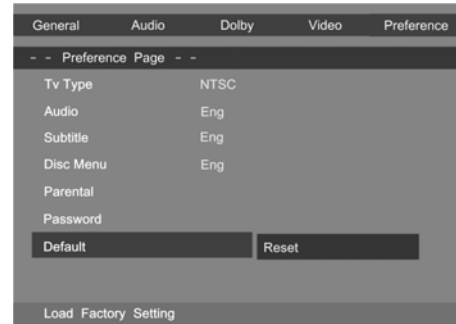 General Audio Dolby Video Preference
- - Preference Page - -
Tv Type NTSC
Audio Eng
Subtitle Eng
Disc Menu Eng
Parental
Password
Default Reset
Load Factory Setting